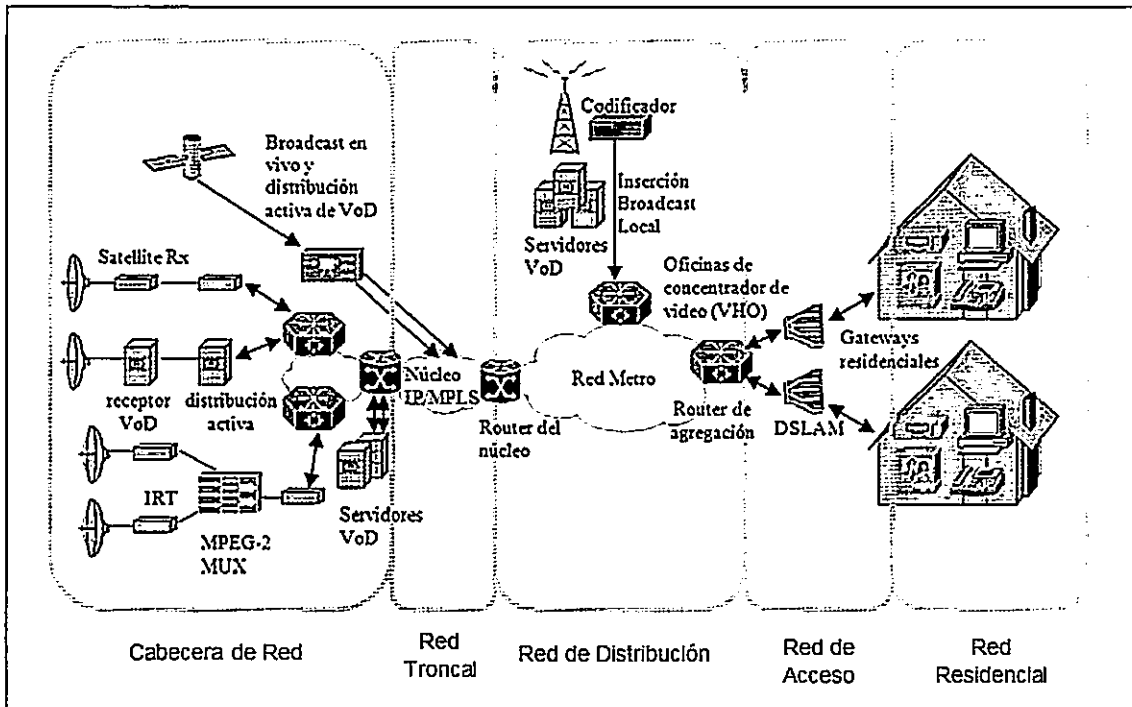 Broadcast en
vivo y
distribución
activa de VoD
Satellite Rx
receptor
VoD
distribución
activa
IRT
MPEG-2
MUX
Servidores
VoD
Núcleo
IP/MPLS
Router del
núcleo
Codificador
Inserción
Broadcast
Local
Servidores
VoD
Oficinas de
concentrador de
video (VHO)
Red Metro
Router de
agregación
Gateways
residenciales
DSLAM
Cabecera de Red
Red
Troncal
Red de Distribución
Red de
Acceso
Red
Residencial